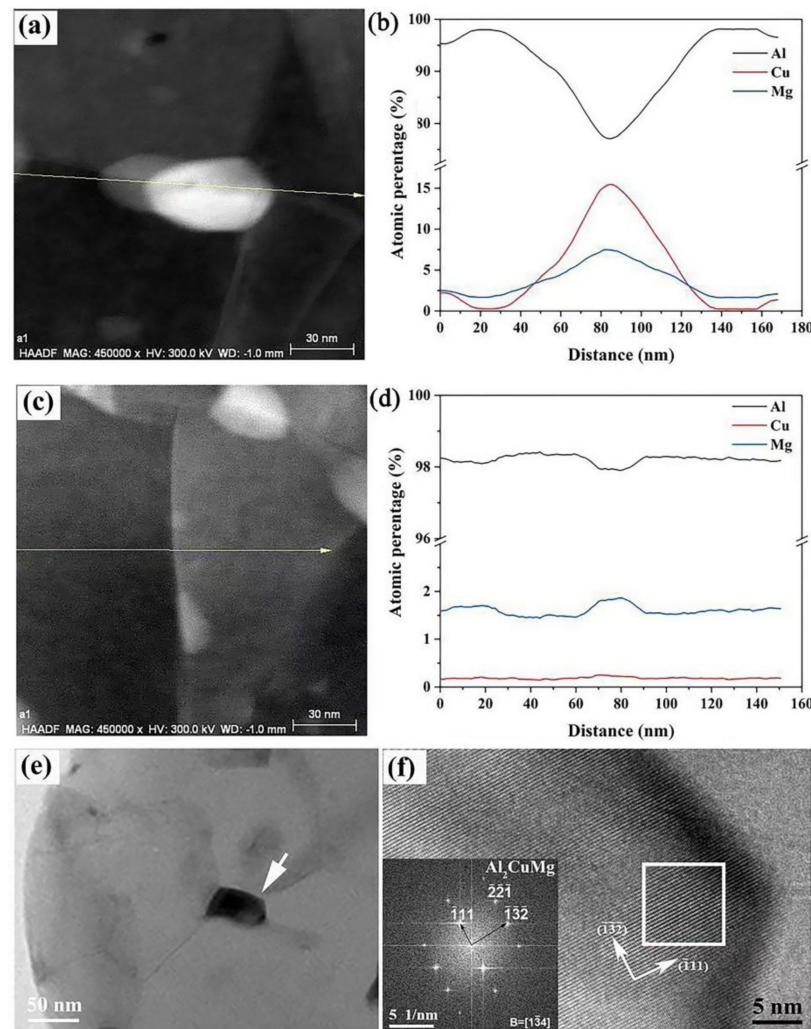 (a)
a1
HAADF MAG: 450000 x HV: 300.0 kV WD: -1.0 mm
30 nm
(b)
Al
Cu
Mg
100
90
80
15
10
5
0
0 20 40 60 80 100 120 140 160 180
Atomic perentage (%)
Distance (nm)
(c)
a1
HAADF MAG: 450000 x HV: 300.0 kV WD: -1.0 mm
30 nm
(d)
Al
Cu
Mg
100
98
96
2
1
0
0 20 40 60 80 100 120 140 160
Atomic perentage (%)
Distance (nm)
(e)
50 nm
(f)
Al₂CuMg
2̄2̄1̄
1̄11
1̄3̄2̄
5 1/nm
B=[13̄4]
(1̄3̄2̄)
(1̄11)
5 nm